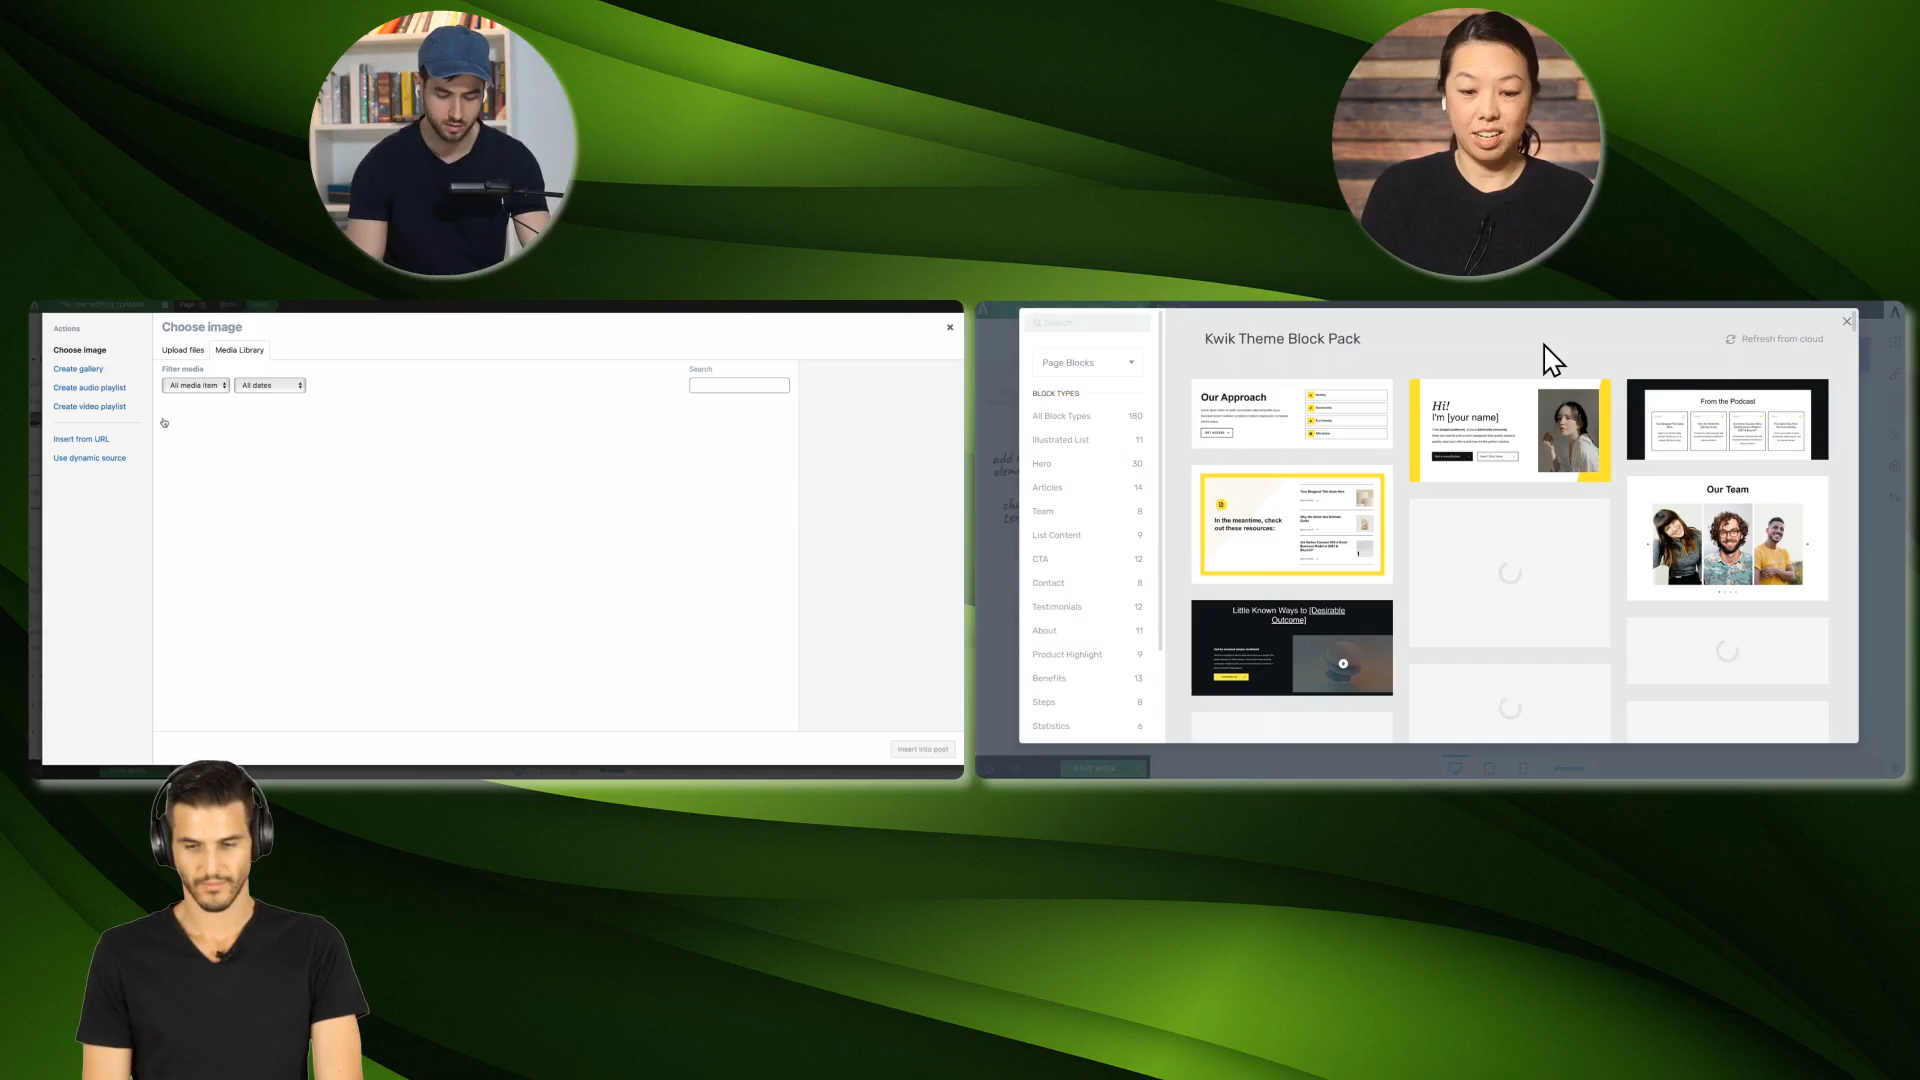 Actions
Choose image
Create gallery
Create audio playlist
Create video playlist
Insert from URL
Use dynamic source
Choose image
Upload files
Media Library
Filter media
All media item
All dates
Search
Insert into post
Search
Page Blocks
BLOCK TYPES
All Block Types 180
Illustrated List 11
Hero 30
Articles 14
Team 8
List Content 9
CTA 12
Contact 8
Testimonials 12
About 11
Product Highlight 9
Benefits 13
Steps 8
Statistics 6
Kwik Theme Block Pack
Refresh from cloud
Our Approach
In the meantime, check
out these resources:
Little Known Ways to [Desirable
Outcome]
Hi!
I'm [your name]
From the Podcast
Our Team
SAVE WORK
Preview